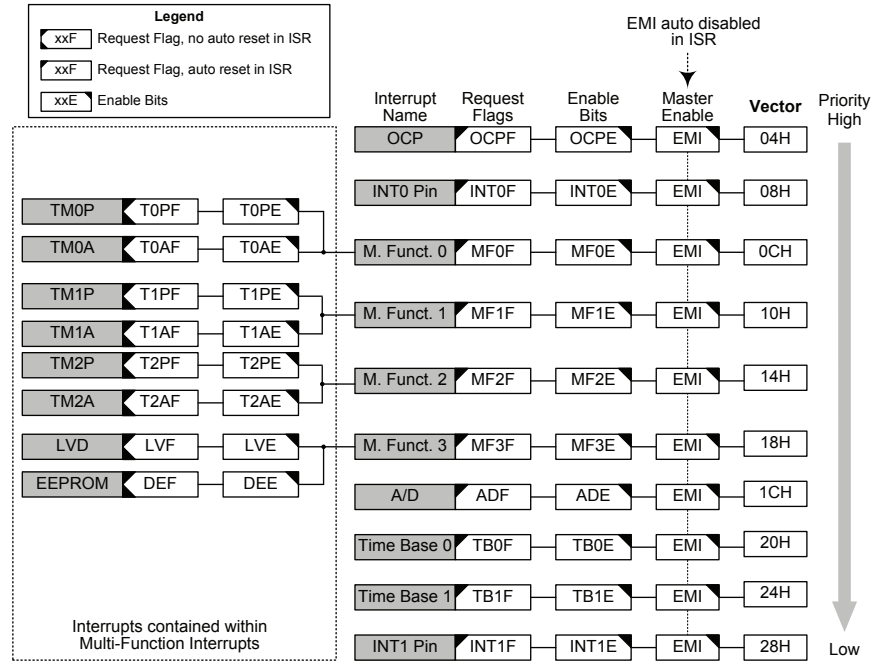 Legend
xxF Request Flag, no auto reset in ISR
xxF Request Flag, auto reset in ISR
xxE Enable Bits
EMI auto disabled
in ISR
Interrupt
Name
Request
Flags
Enable
Bits
Master
Enable
Vector
Priority
High
OCP OCPF OCPE EMI 04H
INT0 Pin INT0F INT0E EMI 08H
TM0P T0PF T0PE
TM0A T0AF T0AE
M. Funct. 0 MF0F MF0E EMI 0CH
TM1P T1PF T1PE
TM1A T1AF T1AE
M. Funct. 1 MF1F MF1E EMI 10H
TM2P T2PF T2PE
TM2A T2AF T2AE
M. Funct. 2 MF2F MF2E EMI 14H
LVD LVF LVE
EEPROM DEF DEE
M. Funct. 3 MF3F MF3E EMI 18H
A/D ADF ADE EMI 1CH
Time Base 0 TB0F TB0E EMI 20H
Time Base 1 TB1F TB1E EMI 24H
INT1 Pin INT1F INT1E EMI 28H
Low
Interrupts contained within
Multi-Function Interrupts